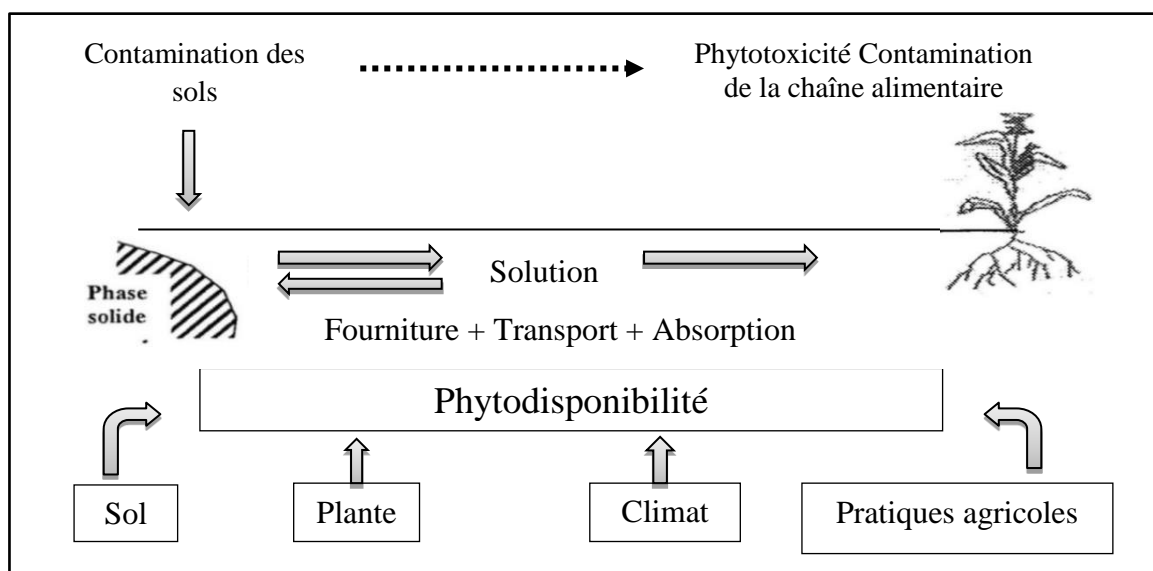 Contamination des
sols
Phytotoxicité Contamination
de la chaîne alimentaire
Phase
solide
Solution
Fourniture + Transport + Absorption
Phytodisponibilité
Sol
Plante
Climat
Pratiques agricoles